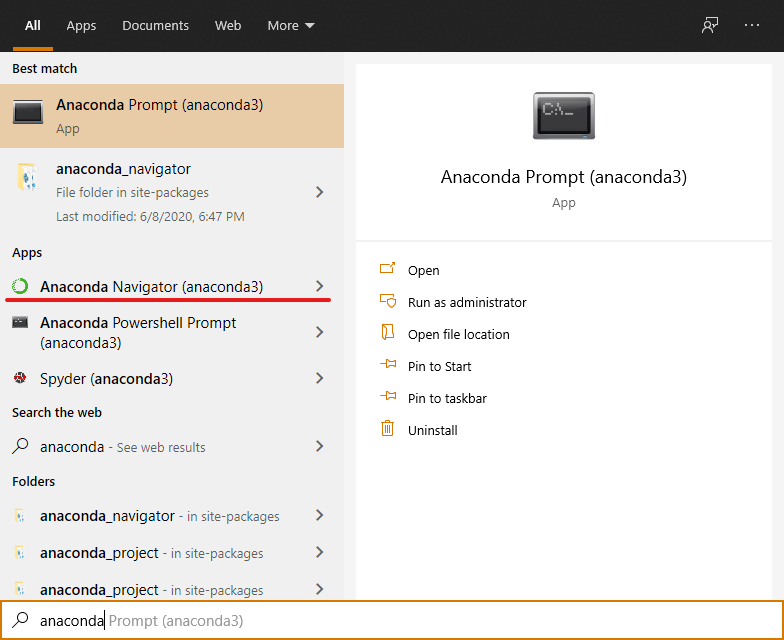 All Apps Documents Web More
Best match
Anaconda Prompt (anaconda3)
App
anaconda_navigator
File folder in site-packages
Last modified: 6/8/2020, 6:47 PM
Apps
Anaconda Navigator (anaconda3)
Anaconda Powershell Prompt
(anaconda3)
Spyder (anaconda3)
Search the web
anaconda - See web results
Folders
anaconda_navigator - in site-packages
anaconda_project - in site-packages
anaconda_project - in site-packages
C:\_
Anaconda Prompt (anaconda3)
App
Open
Run as administrator
Open file location
Pin to Start
Pin to taskbar
Uninstall
anaconda Prompt (anaconda3)